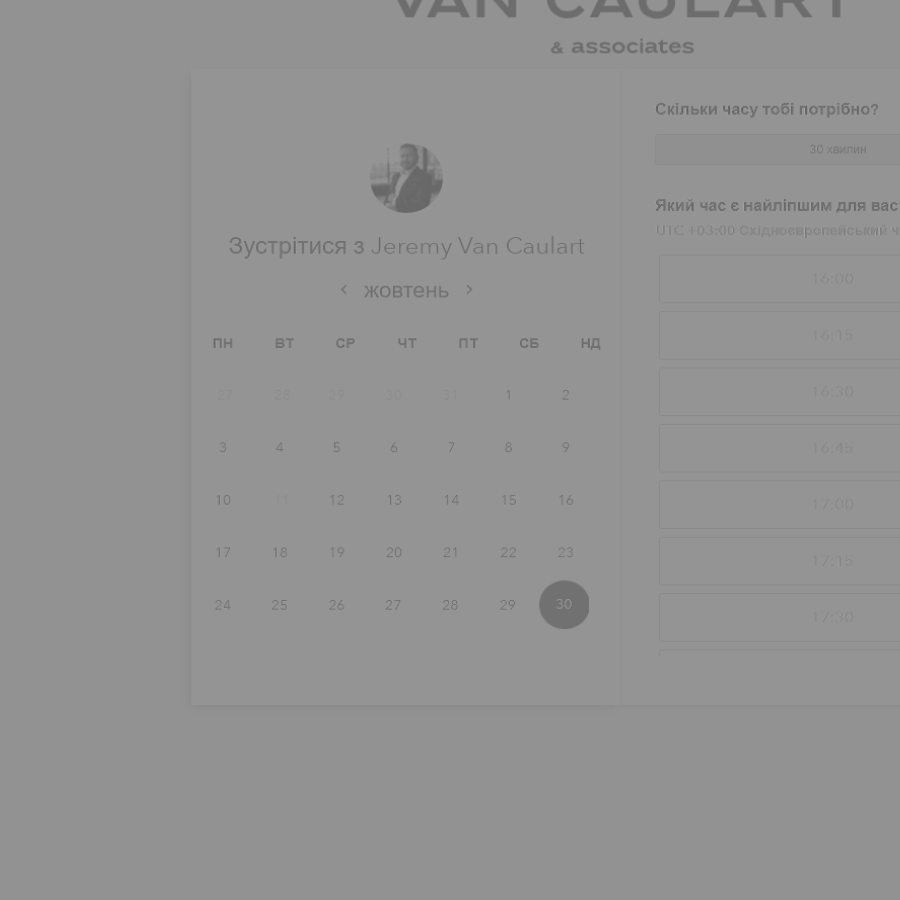 VAN CAULART
& associates
Зустрітися з Jeremy Van Caulart
жовтень
ПН ВТ СР ЧТ ПТ СБ НД
27 28 29 30 31 1 2
3 4 5 6 7 8 9
10 11 12 13 14 15 16
17 18 19 20 21 22 23
24 25 26 27 28 29 30
Скільки часу тобі потрібно?
30 хвилин
Який час є найліпшим для вас
UTC +03:00 Східноєвропейський ч
16:00
16:15
16:30
16:45
17:00
17:15
17:30